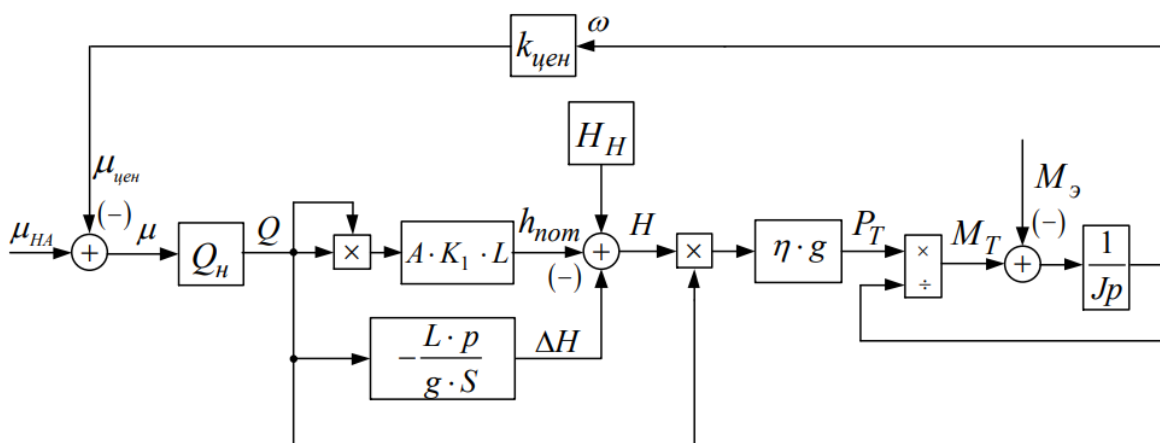 ω
k_цен
H_H
μ_цен
(−)
M_Э
(−)
μ_HA
+
μ
Q_н
Q
×
A · K_1 · L
h_пот
(−)
+
H
×
η · g
P_T
×
÷
M_T
+
1
Jp
− L · p
g · S
ΔH